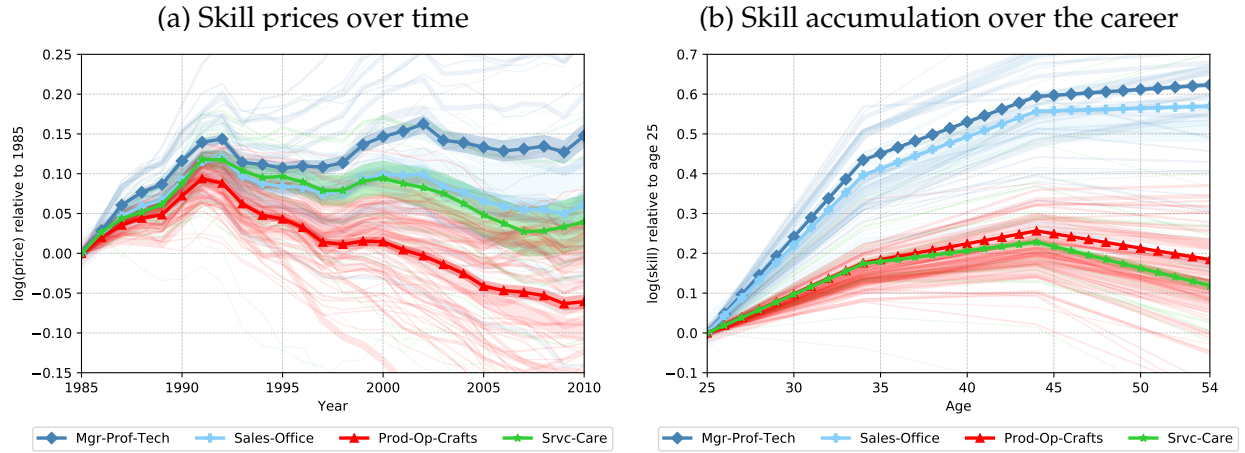 (a) Skill prices over time
0.25
0.20
0.15
0.10
0.05
0.00
−0.05
−0.10
−0.15
log(price) relative to 1985
1985 1990 1995 2000 2005 2010
Year
Mgr-Prof-Tech Sales-Office Prod-Op-Crafts Srvc-Care
(b) Skill accumulation over the career
0.7
0.6
0.5
0.4
0.3
0.2
0.1
0.0
−0.1
log(skill) relative to age 25
25 30 35 40 45 50 54
Age
Mgr-Prof-Tech Sales-Office Prod-Op-Crafts Srvc-Care